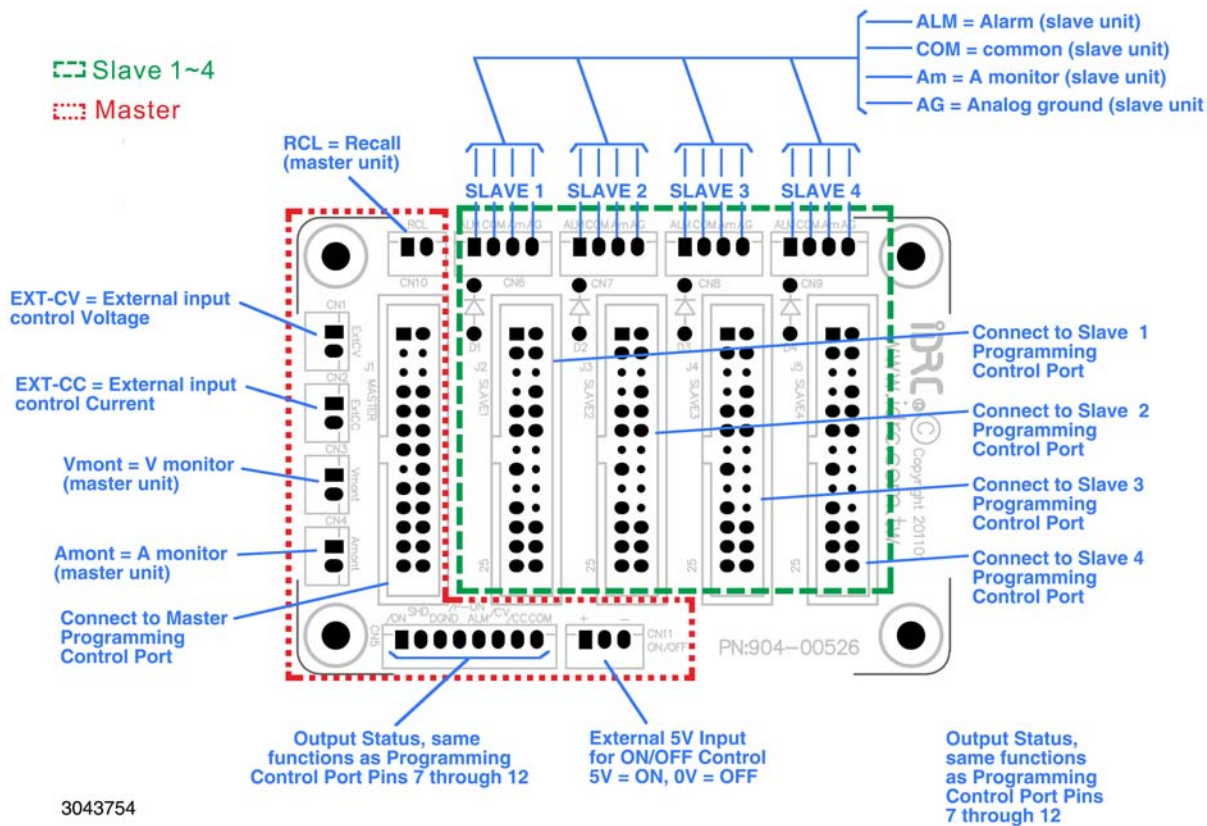 ALM = Alarm (slave unit)
COM = common (slave unit)
Am = A monitor (slave unit)
AG = Analog ground (slave unit
Slave 1~4
Master
RCL = Recall
(master unit)
SLAVE 1 SLAVE 2 SLAVE 3 SLAVE 4
RCL ALM COM Am AG ALM COM Am AG ALM COM Am AG ALM COM Am AG
CN10 CN6 CN7 CN8 CN9
EXT-CV = External input
control Voltage
CN1
ExtCV
EXT-CC = External input
control Current
CN2
ExtCC
Vmont = V monitor
(master unit)
CN3
Vmont
Amont = A monitor
(master unit)
CN4
Amont
Connect to Master
Programming
Control Port
J1 MASTER
D1 D2 D3 D4
J2 SLAVE1
J3 SLAVE2
J4 SLAVE3
J5 SLAVE4
25 25 25 25
Connect to Slave 1
Programming
Control Port
Connect to Slave 2
Programming
Control Port
Connect to Slave 3
Programming
Control Port
Connect to Slave 4
Programming
Control Port
iDRC ®
© Copyright 20110
CN5
/ON SHD DGND /P-ON ALM /CV /CC COM
+ -
CN11
ON/OFF
PN:904-00526
Output Status, same
functions as Programming
Control Port Pins 7 through 12
External 5V Input
for ON/OFF Control
5V = ON, 0V = OFF
Output Status,
same functions
as Programming
Control Port Pins
7 through 12
3043754